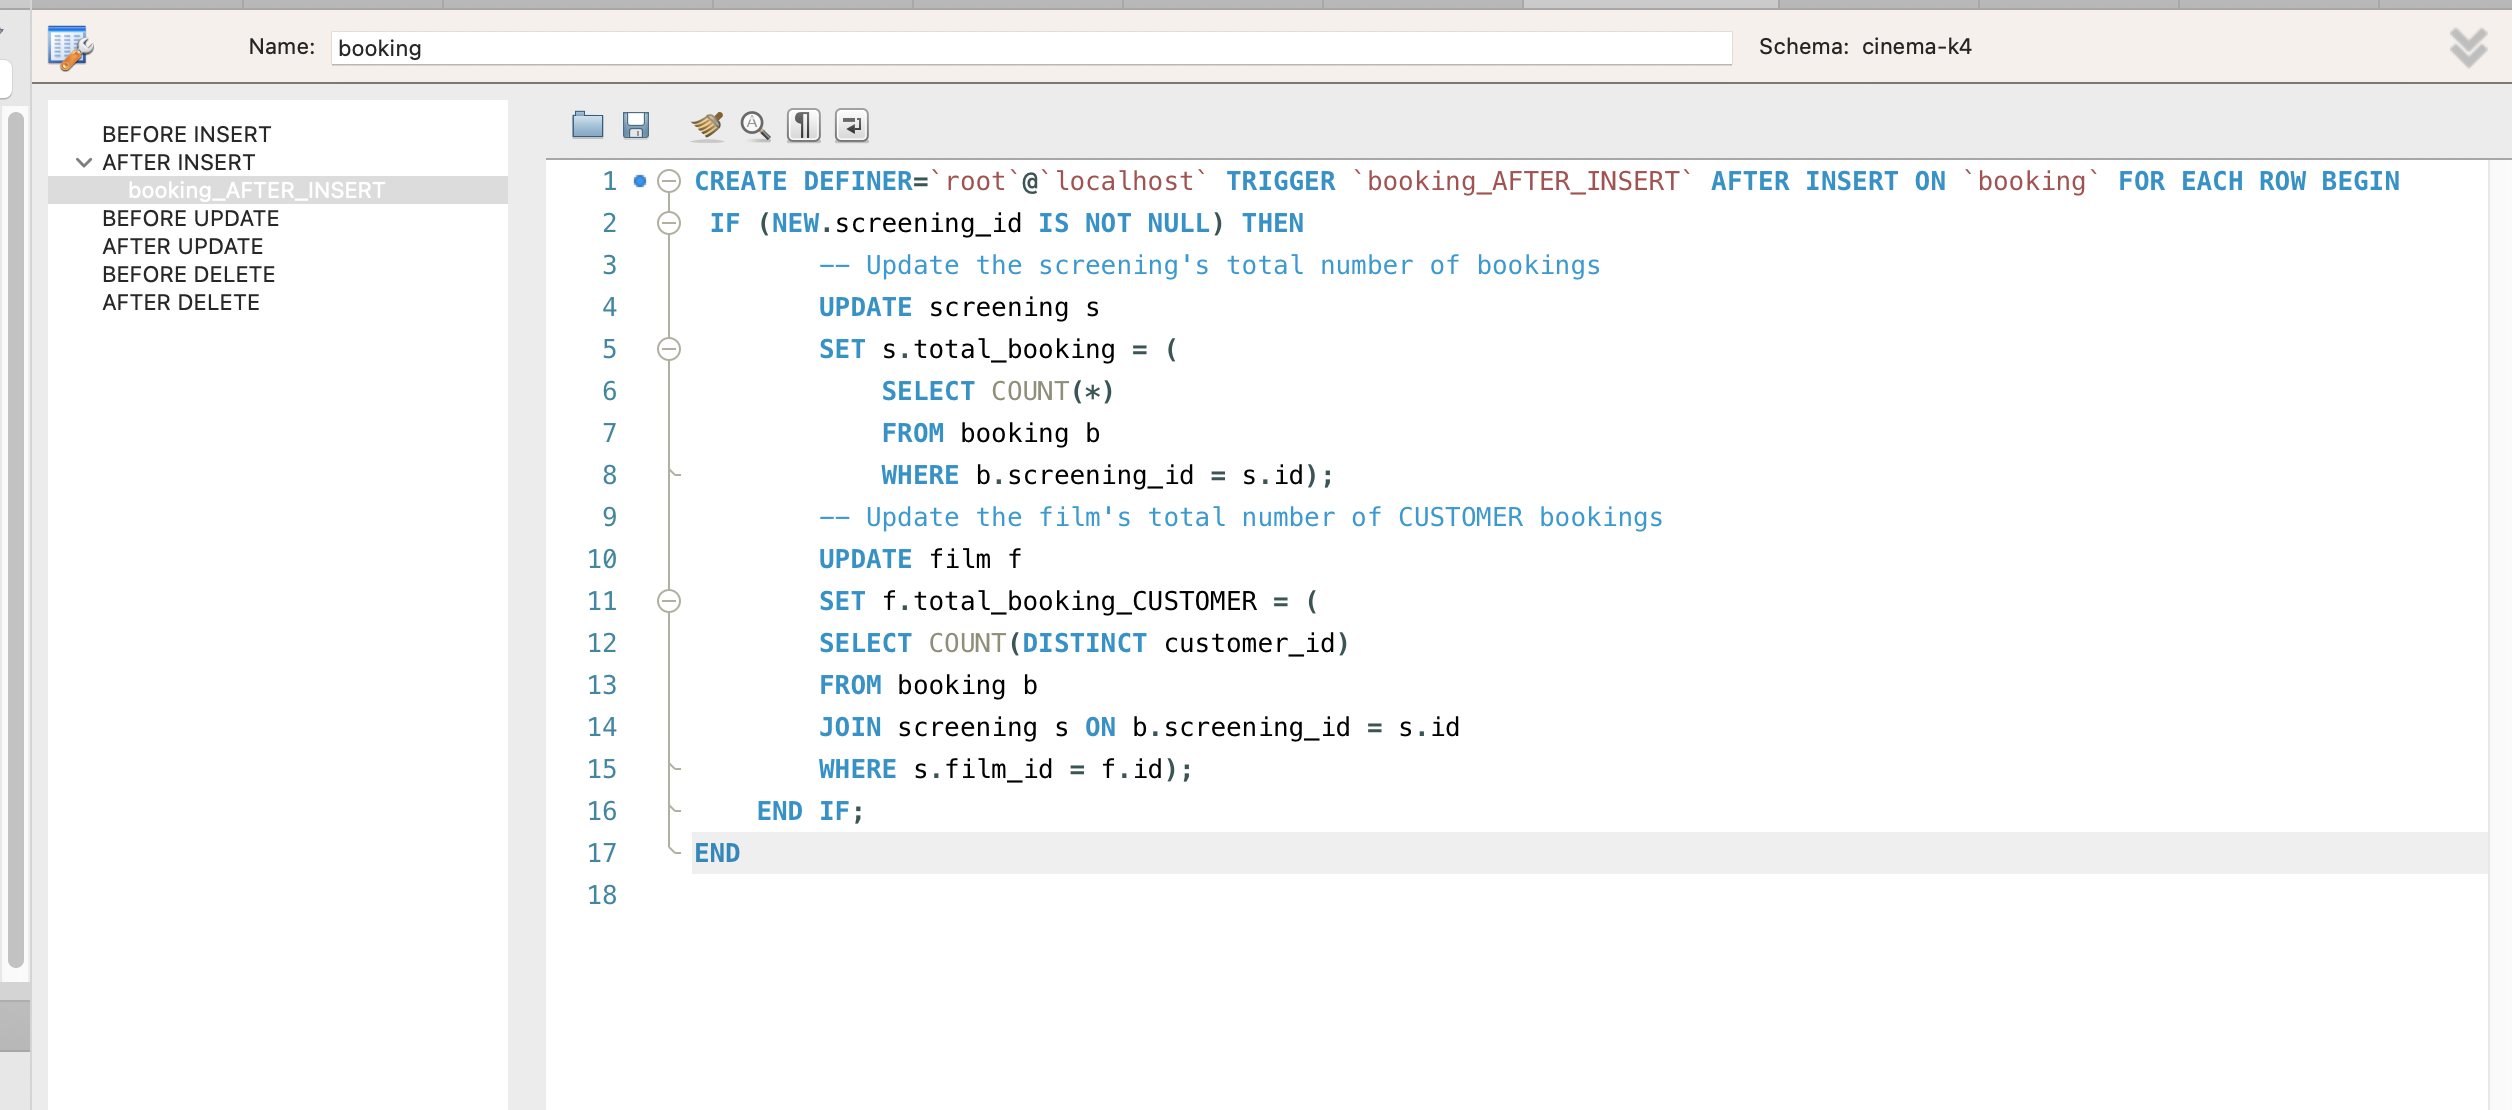 Name: booking Schema: cinema-k4
BEFORE INSERT
AFTER INSERT
booking_AFTER_INSERT
BEFORE UPDATE
AFTER UPDATE
BEFORE DELETE
AFTER DELETE
1 CREATE DEFINER=`root`@`localhost` TRIGGER `booking_AFTER_INSERT` AFTER INSERT ON `booking` FOR EACH ROW BEGIN
2 IF (NEW.screening_id IS NOT NULL) THEN
3 -- Update the screening's total number of bookings
4 UPDATE screening s
5 SET s.total_booking = (
6 SELECT COUNT(*)
7 FROM booking b
8 WHERE b.screening_id = s.id);
9 -- Update the film's total number of CUSTOMER bookings
10 UPDATE film f
11 SET f.total_booking_CUSTOMER = (
12 SELECT COUNT(DISTINCT customer_id)
13 FROM booking b
14 JOIN screening s ON b.screening_id = s.id
15 WHERE s.film_id = f.id);
16 END IF;
17 END
18